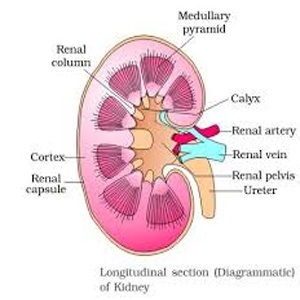 Medullary
pyramid
Renal
column
Calyx
Renal artery
Cortex
Renal vein
Renal
capsule
Renal pelvis
Ureter
Longitudinal section (Diagrammatic)
of Kidney